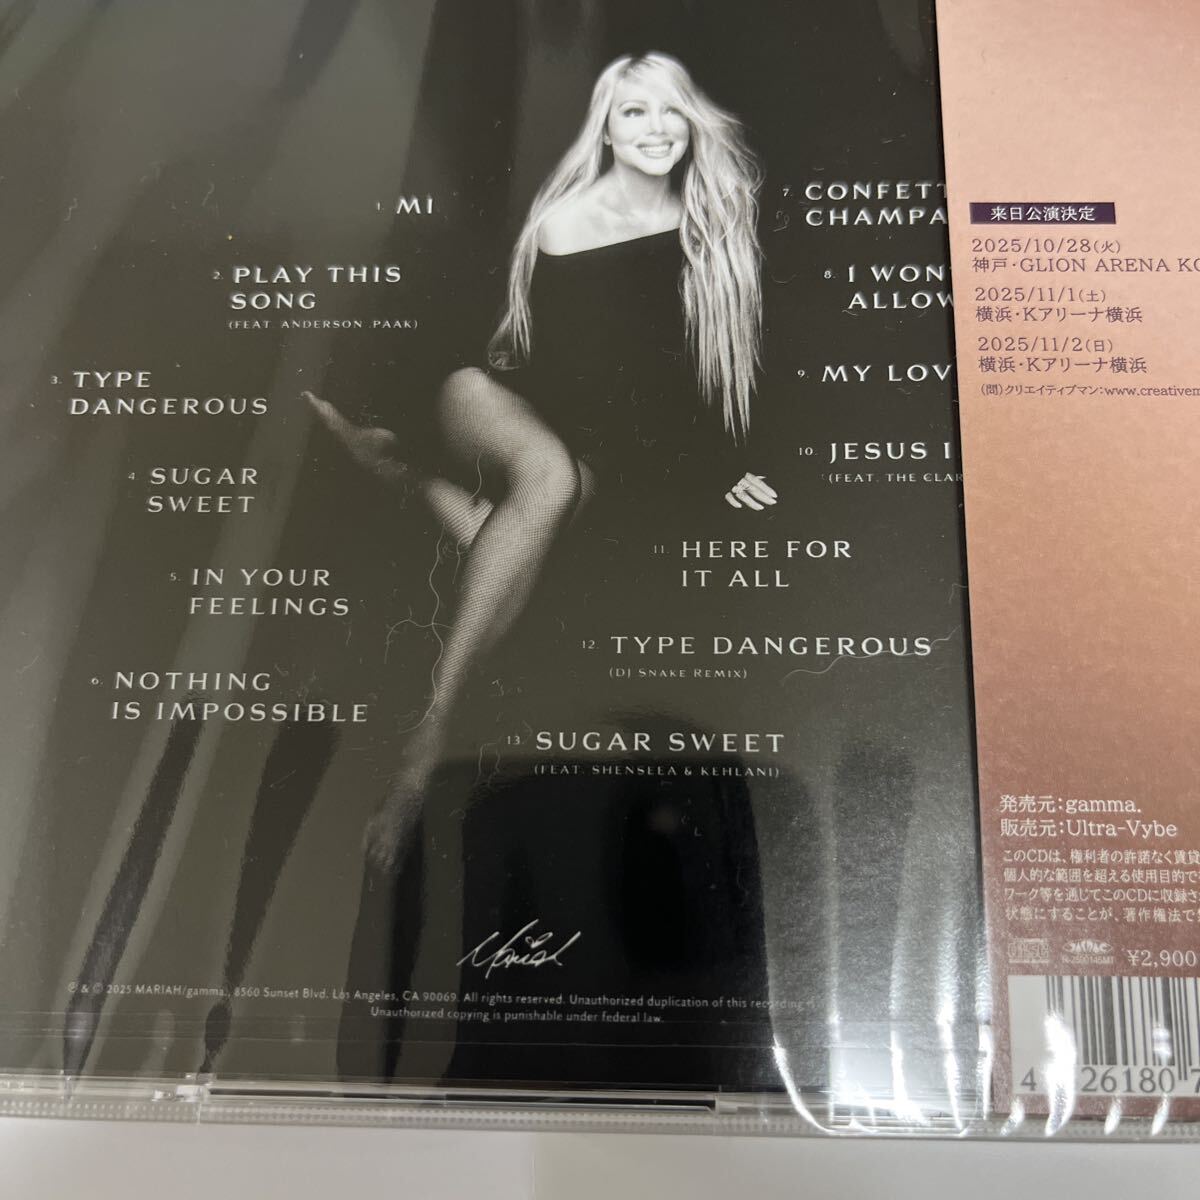 1. MI
2. PLAY THIS
SONG
(FEAT. ANDERSON .PAAK)
3. TYPE
DANGEROUS
4. SUGAR
SWEET
5. IN YOUR
FEELINGS
6. NOTHING
IS IMPOSSIBLE
7. CONFETT
CHAMPA
8. I WON'
ALLOW
9. MY LOV
10. JESUS I
(FEAT. THE CLAR
11. HERE FOR
IT ALL
12. TYPE DANGEROUS
(DJ SNAKE REMIX)
13. SUGAR SWEET
(FEAT. SHENSEEA & KEHLANI)
Mariah
℗ & © 2025 MARIAH/gamma., 8560 Sunset Blvd. Los Angeles, CA 90069. All rights reserved. Unauthorized duplication of this recording
Unauthorized copying is punishable under federal law.
来日公演決定
2025/10/28(火)
神戸・GLION ARENA KO
2025/11/1(土)
横浜・Kアリーナ横浜
2025/11/2(日)
横浜・Kアリーナ横浜
(問)クリエイティブマン:www.creativem
発売元:gamma.
販売元:Ultra-Vybe
このCDは、権利者の許諾なく賃貸
個人的な範囲を超える使用目的で
ワーク等を通じてこのCDに収録さ
状態にすることが、著作権法で
disc JASRAC ¥2,900
R-2590145MT
4 26180 7